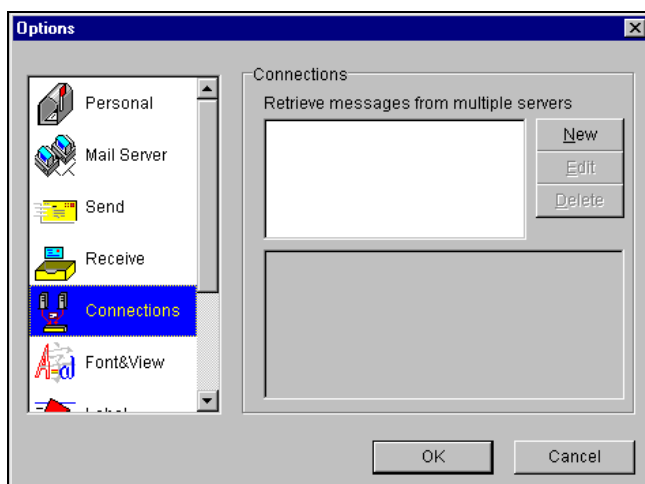 Options
Personal
Mail Server
Send
Receive
Connections
Font&View
Label
Connections
Retrieve messages from multiple servers
New
Edit
Delete
OK
Cancel